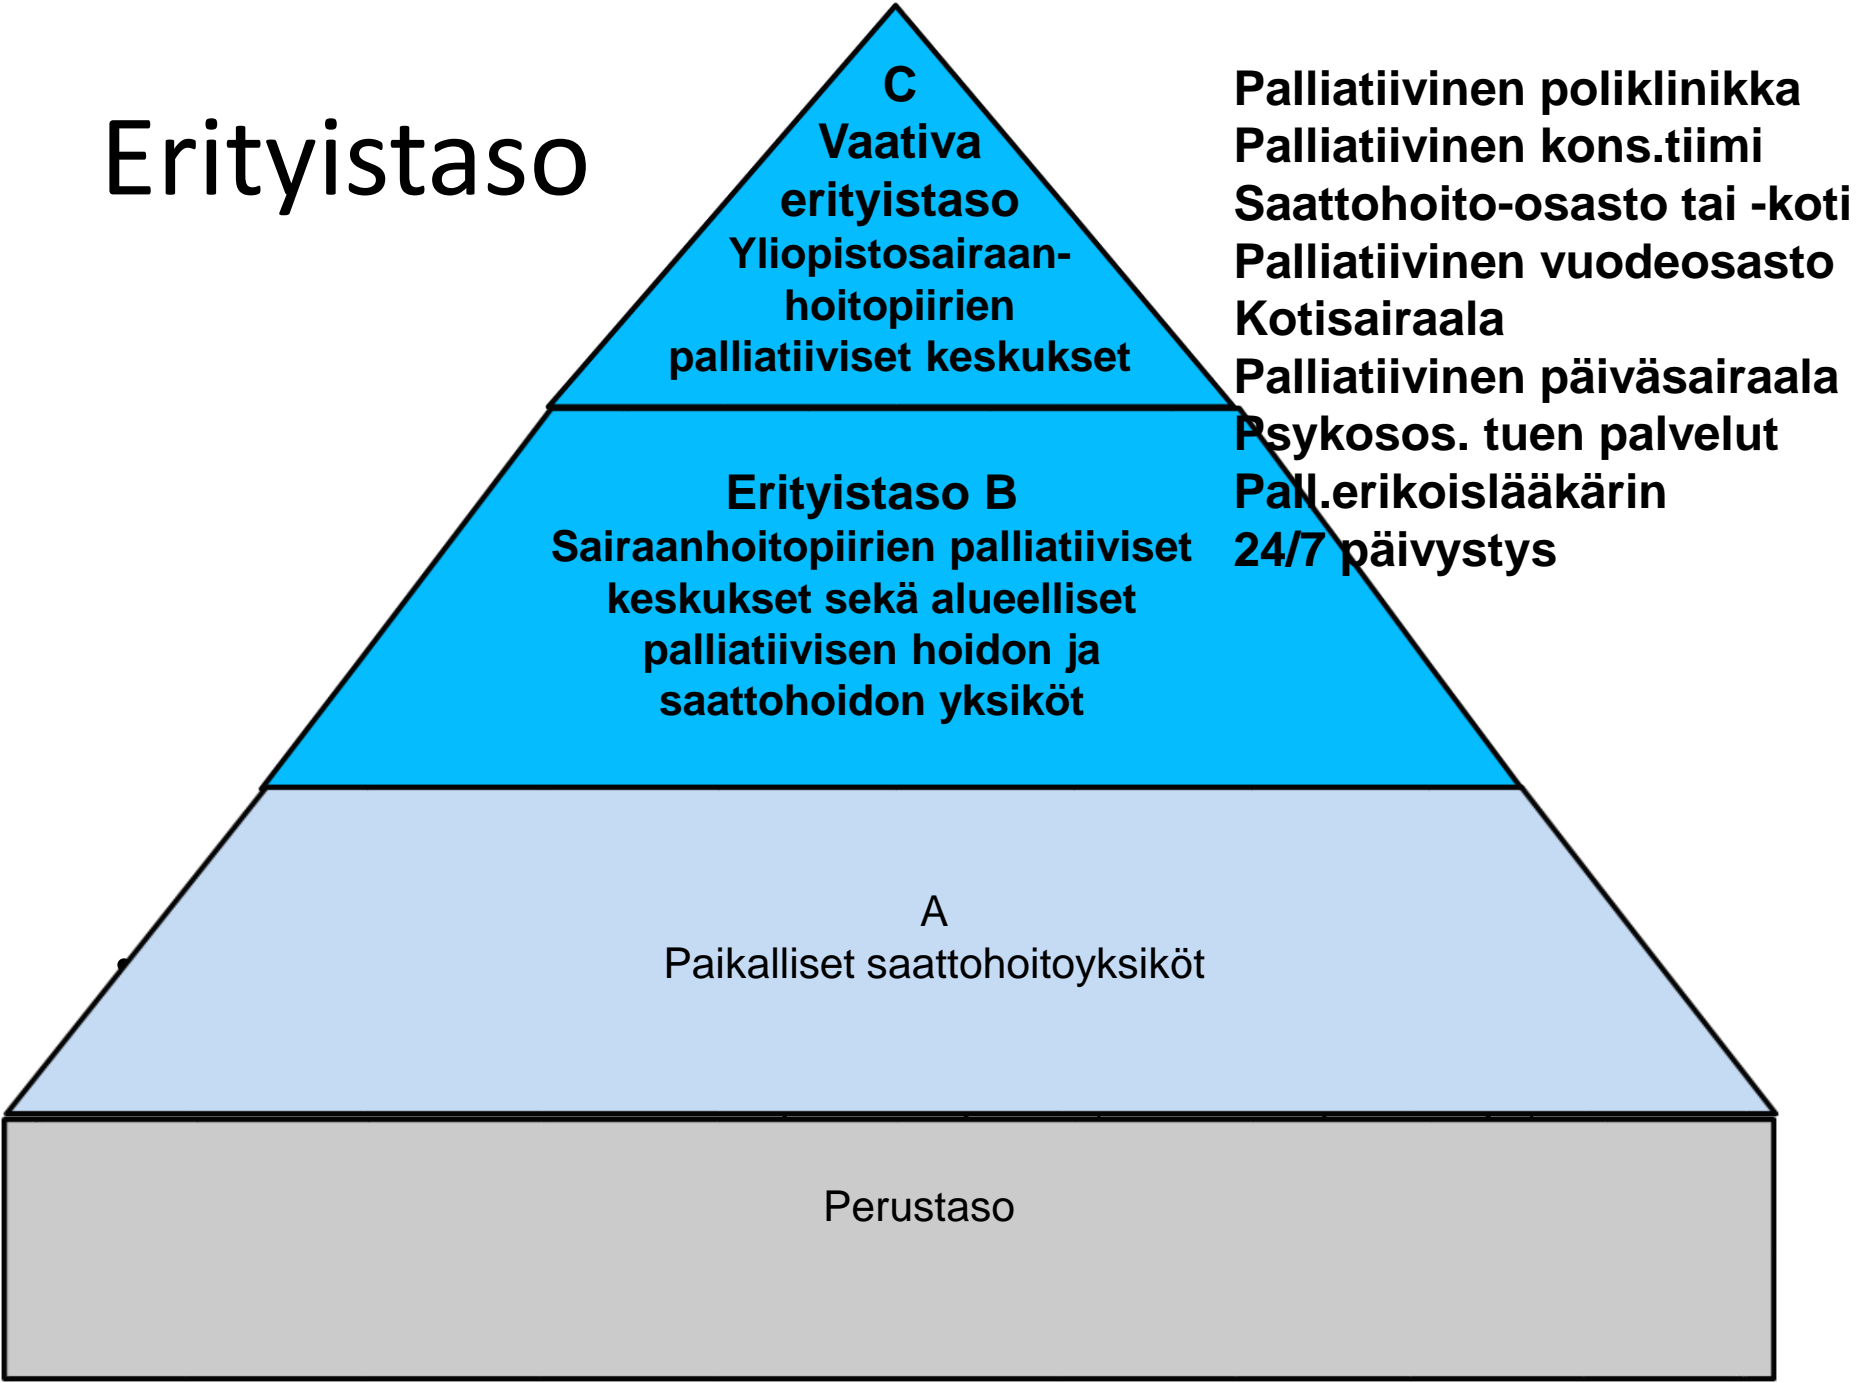 Erityistaso
C
Vaativa
erityistaso
Yliopistosairaan-
hoitopiirien
palliatiiviset keskukset
Palliatiivinen poliklinikka
Palliatiivinen kons.tiimi
Saattohoito-osasto tai -koti
Palliatiivinen vuodeosasto
Kotisairaala
Palliatiivinen päiväsairaala
Psykosos. tuen palvelut
Pall.erikoislääkärin
24/7 päivystys
Erityistaso B
Sairaanhoitopiirien palliatiiviset
keskukset sekä alueelliset
palliatiivisen hoidon ja
saattohoidon yksiköt
A
Paikalliset saattohoitoyksiköt
Perustaso